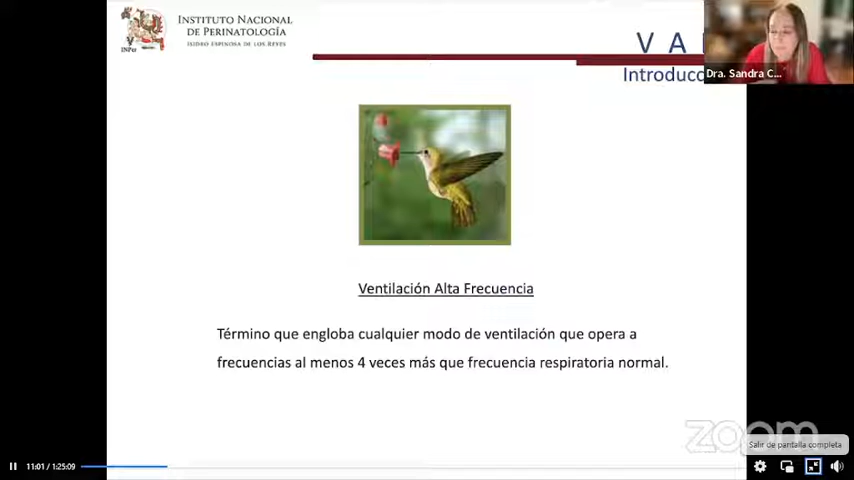 INSTITUTO NACIONAL
DE PERINATOLOGÍA
ISIDRO ESPINOSA DE LOS REYES
INPer
V A
Introducc
Dra. Sandra C...
Ventilación Alta Frecuencia
Término que engloba cualquier modo de ventilación que opera a
frecuencias al menos 4 veces más que frecuencia respiratoria normal.
zoom
Salir de pantalla completa
11:01 / 1:25:09